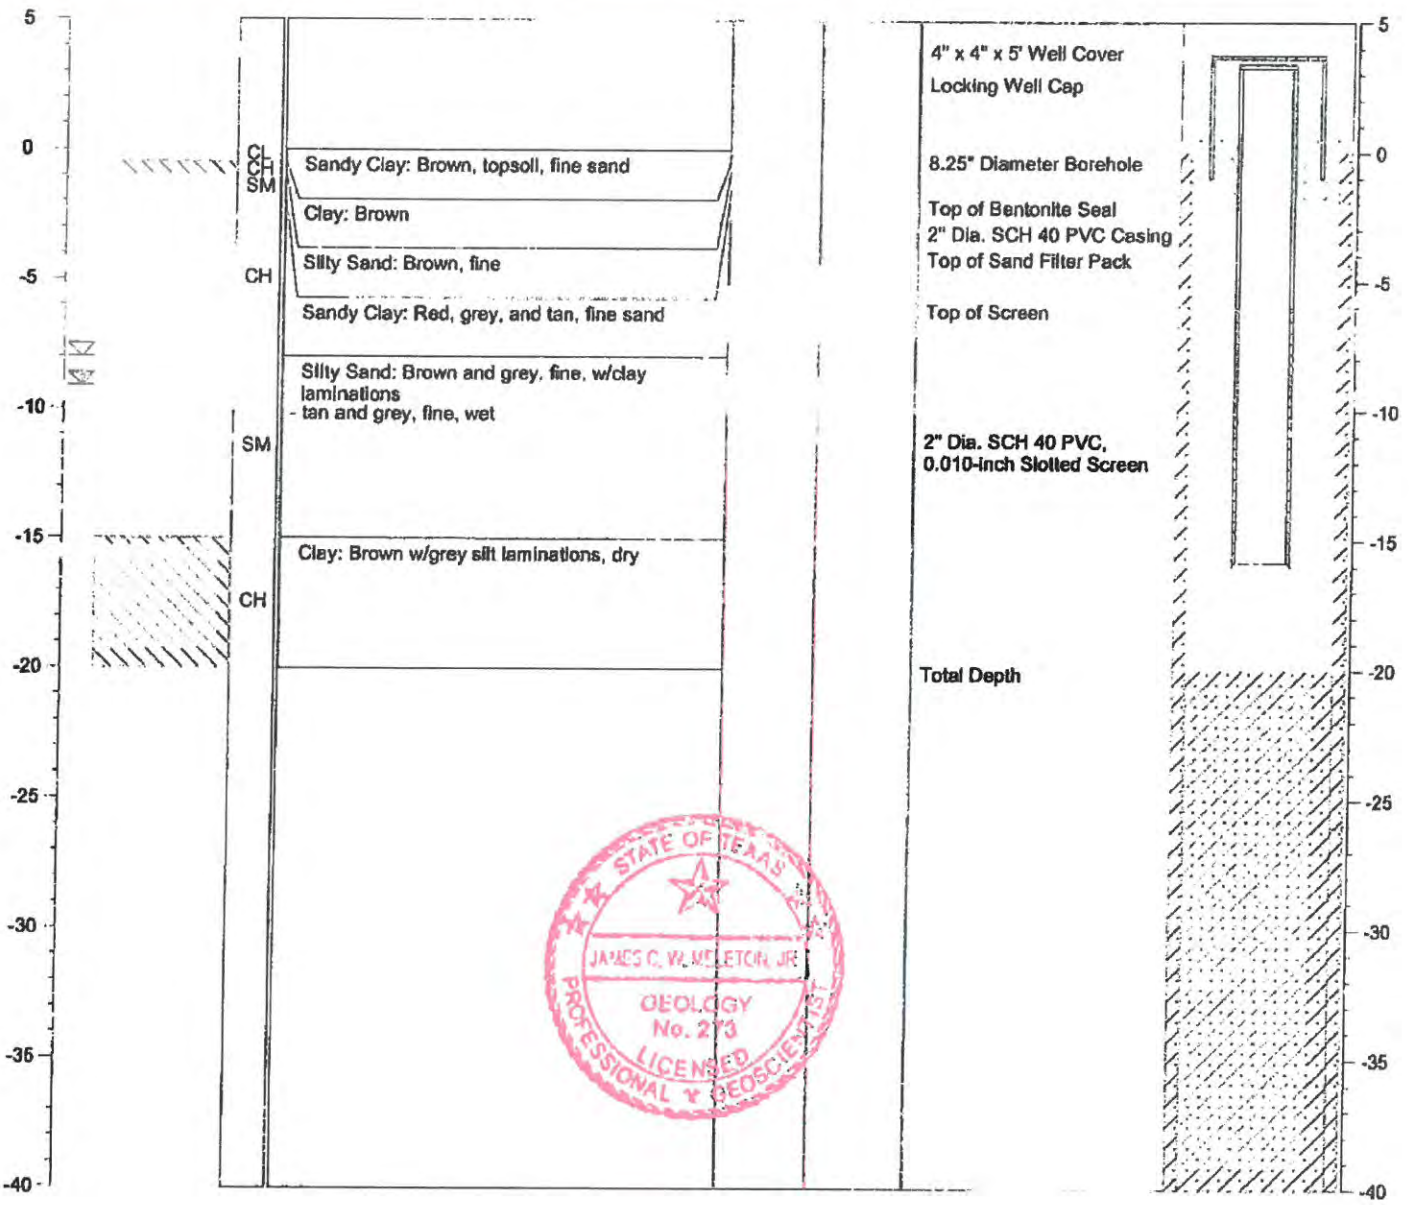 5
0
-5
-10
-15
-20
-25
-30
-35
-40
CL
CH
SM
CH
SM
CH
Sandy Clay: Brown, topsoil, fine sand
Clay: Brown
Silty Sand: Brown, fine
Sandy Clay: Red, grey, and tan, fine sand
Silty Sand: Brown and grey, fine, w/clay
laminations
- tan and grey, fine, wet
Clay: Brown w/grey silt laminations, dry
4" x 4" x 5' Well Cover
Locking Well Cap
8.25" Diameter Borehole
Top of Bentonite Seal
2" Dia. SCH 40 PVC Casing
Top of Sand Filter Pack
Top of Screen
2" Dia. SCH 40 PVC,
0.010-inch Slotted Screen
Total Depth
5
0
-5
-10
-15
-20
-25
-30
-35
-40
STATE OF TEXAS
JAMES C. JR
GEOLOGY
No. 273
LICENSED
PROFESSIONAL GEOSCIENTIST